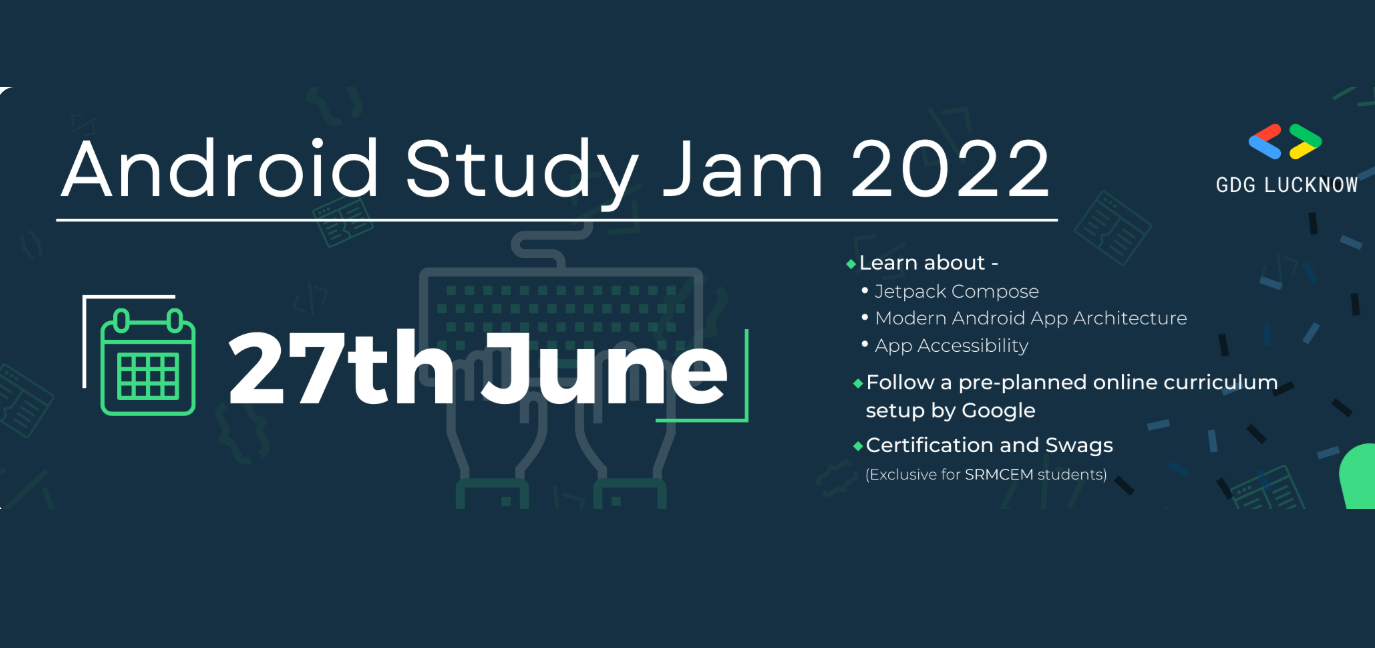 Android Study Jam 2022
GDG LUCKNOW
27th June
Learn about -
Jetpack Compose
Modern Android App Architecture
App Accessibility
Follow a pre-planned online curriculum
setup by Google
Certification and Swags
(Exclusive for SRMCEM students)